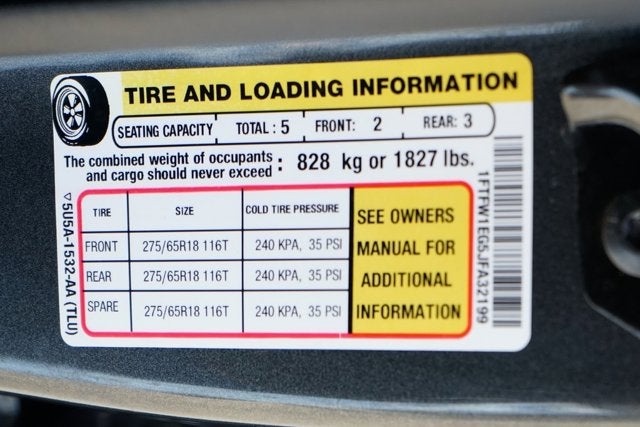 TIRE AND LOADING INFORMATION
SEATING CAPACITY TOTAL : 5 FRONT: 2 REAR: 3
The combined weight of occupants and cargo should never exceed : 828 kg or 1827 lbs.
TIRE SIZE COLD TIRE PRESSURE
FRONT 275/65R18 116T 240 KPA, 35 PSI
REAR 275/65R18 116T 240 KPA, 35 PSI
SPARE 275/65R18 116T 240 KPA, 35 PSI
SEE OWNERS
MANUAL FOR
ADDITIONAL
INFORMATION
▽5U5A-1532-AA (TLU)
1FTFW1EG5JFA32199